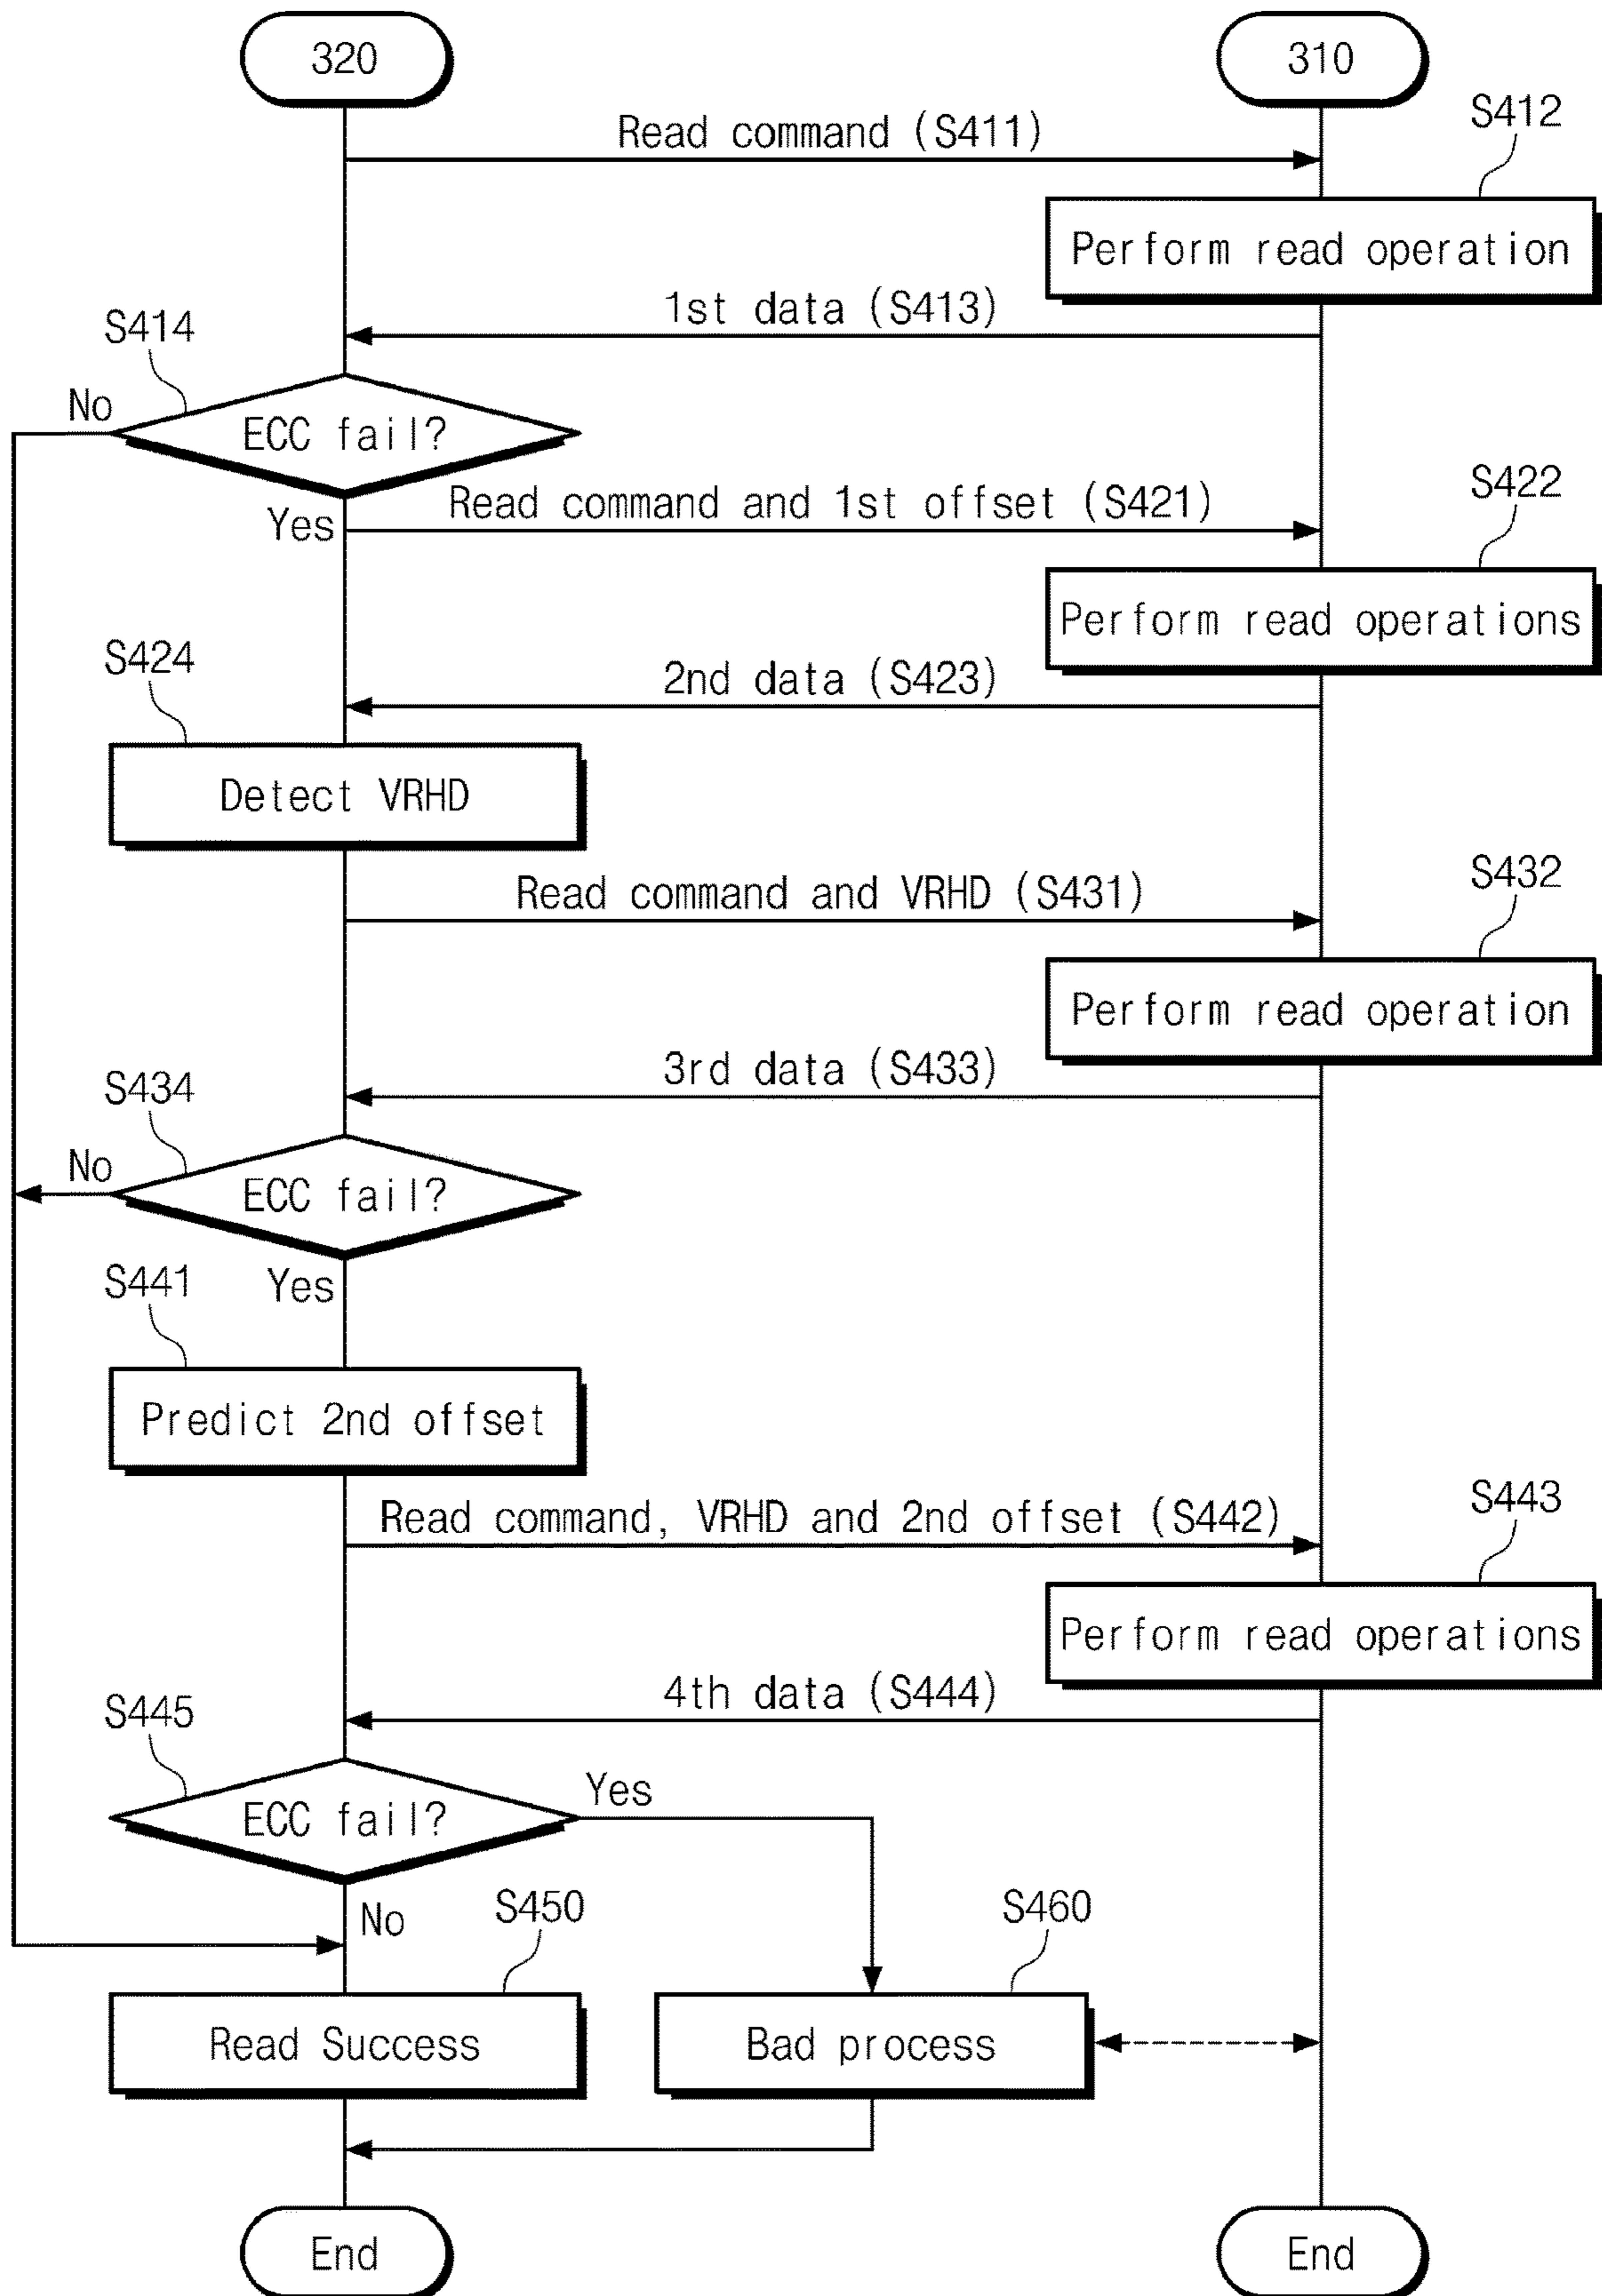 320
310
Read command (S411)
S412
Perform read operation
1st data (S413)
S414
No
ECC fail?
Yes
Read command and 1st offset (S421)
S422
Perform read operations
S424
2nd data (S423)
Detect VRHD
Read command and VRHD (S431)
S432
Perform read operation
3rd data (S433)
S434
No
ECC fail?
Yes
S441
Predict 2nd offset
Read command, VRHD and 2nd offset (S442)
S443
Perform read operations
4th data (S444)
S445
ECC fail?
Yes
No
S450
S460
Read Success
Bad process
End
End